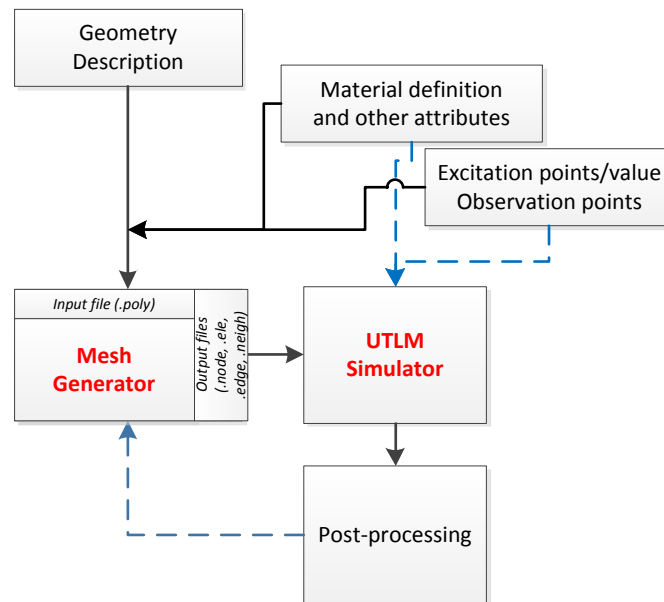 Geometry
Description
Material definition
and other attributes
Excitation points/value
Observation points
Input file (.poly)
Mesh
Generator
Output files
(.node, .ele,
.edge, .neigh)
UTLM
Simulator
Post-processing